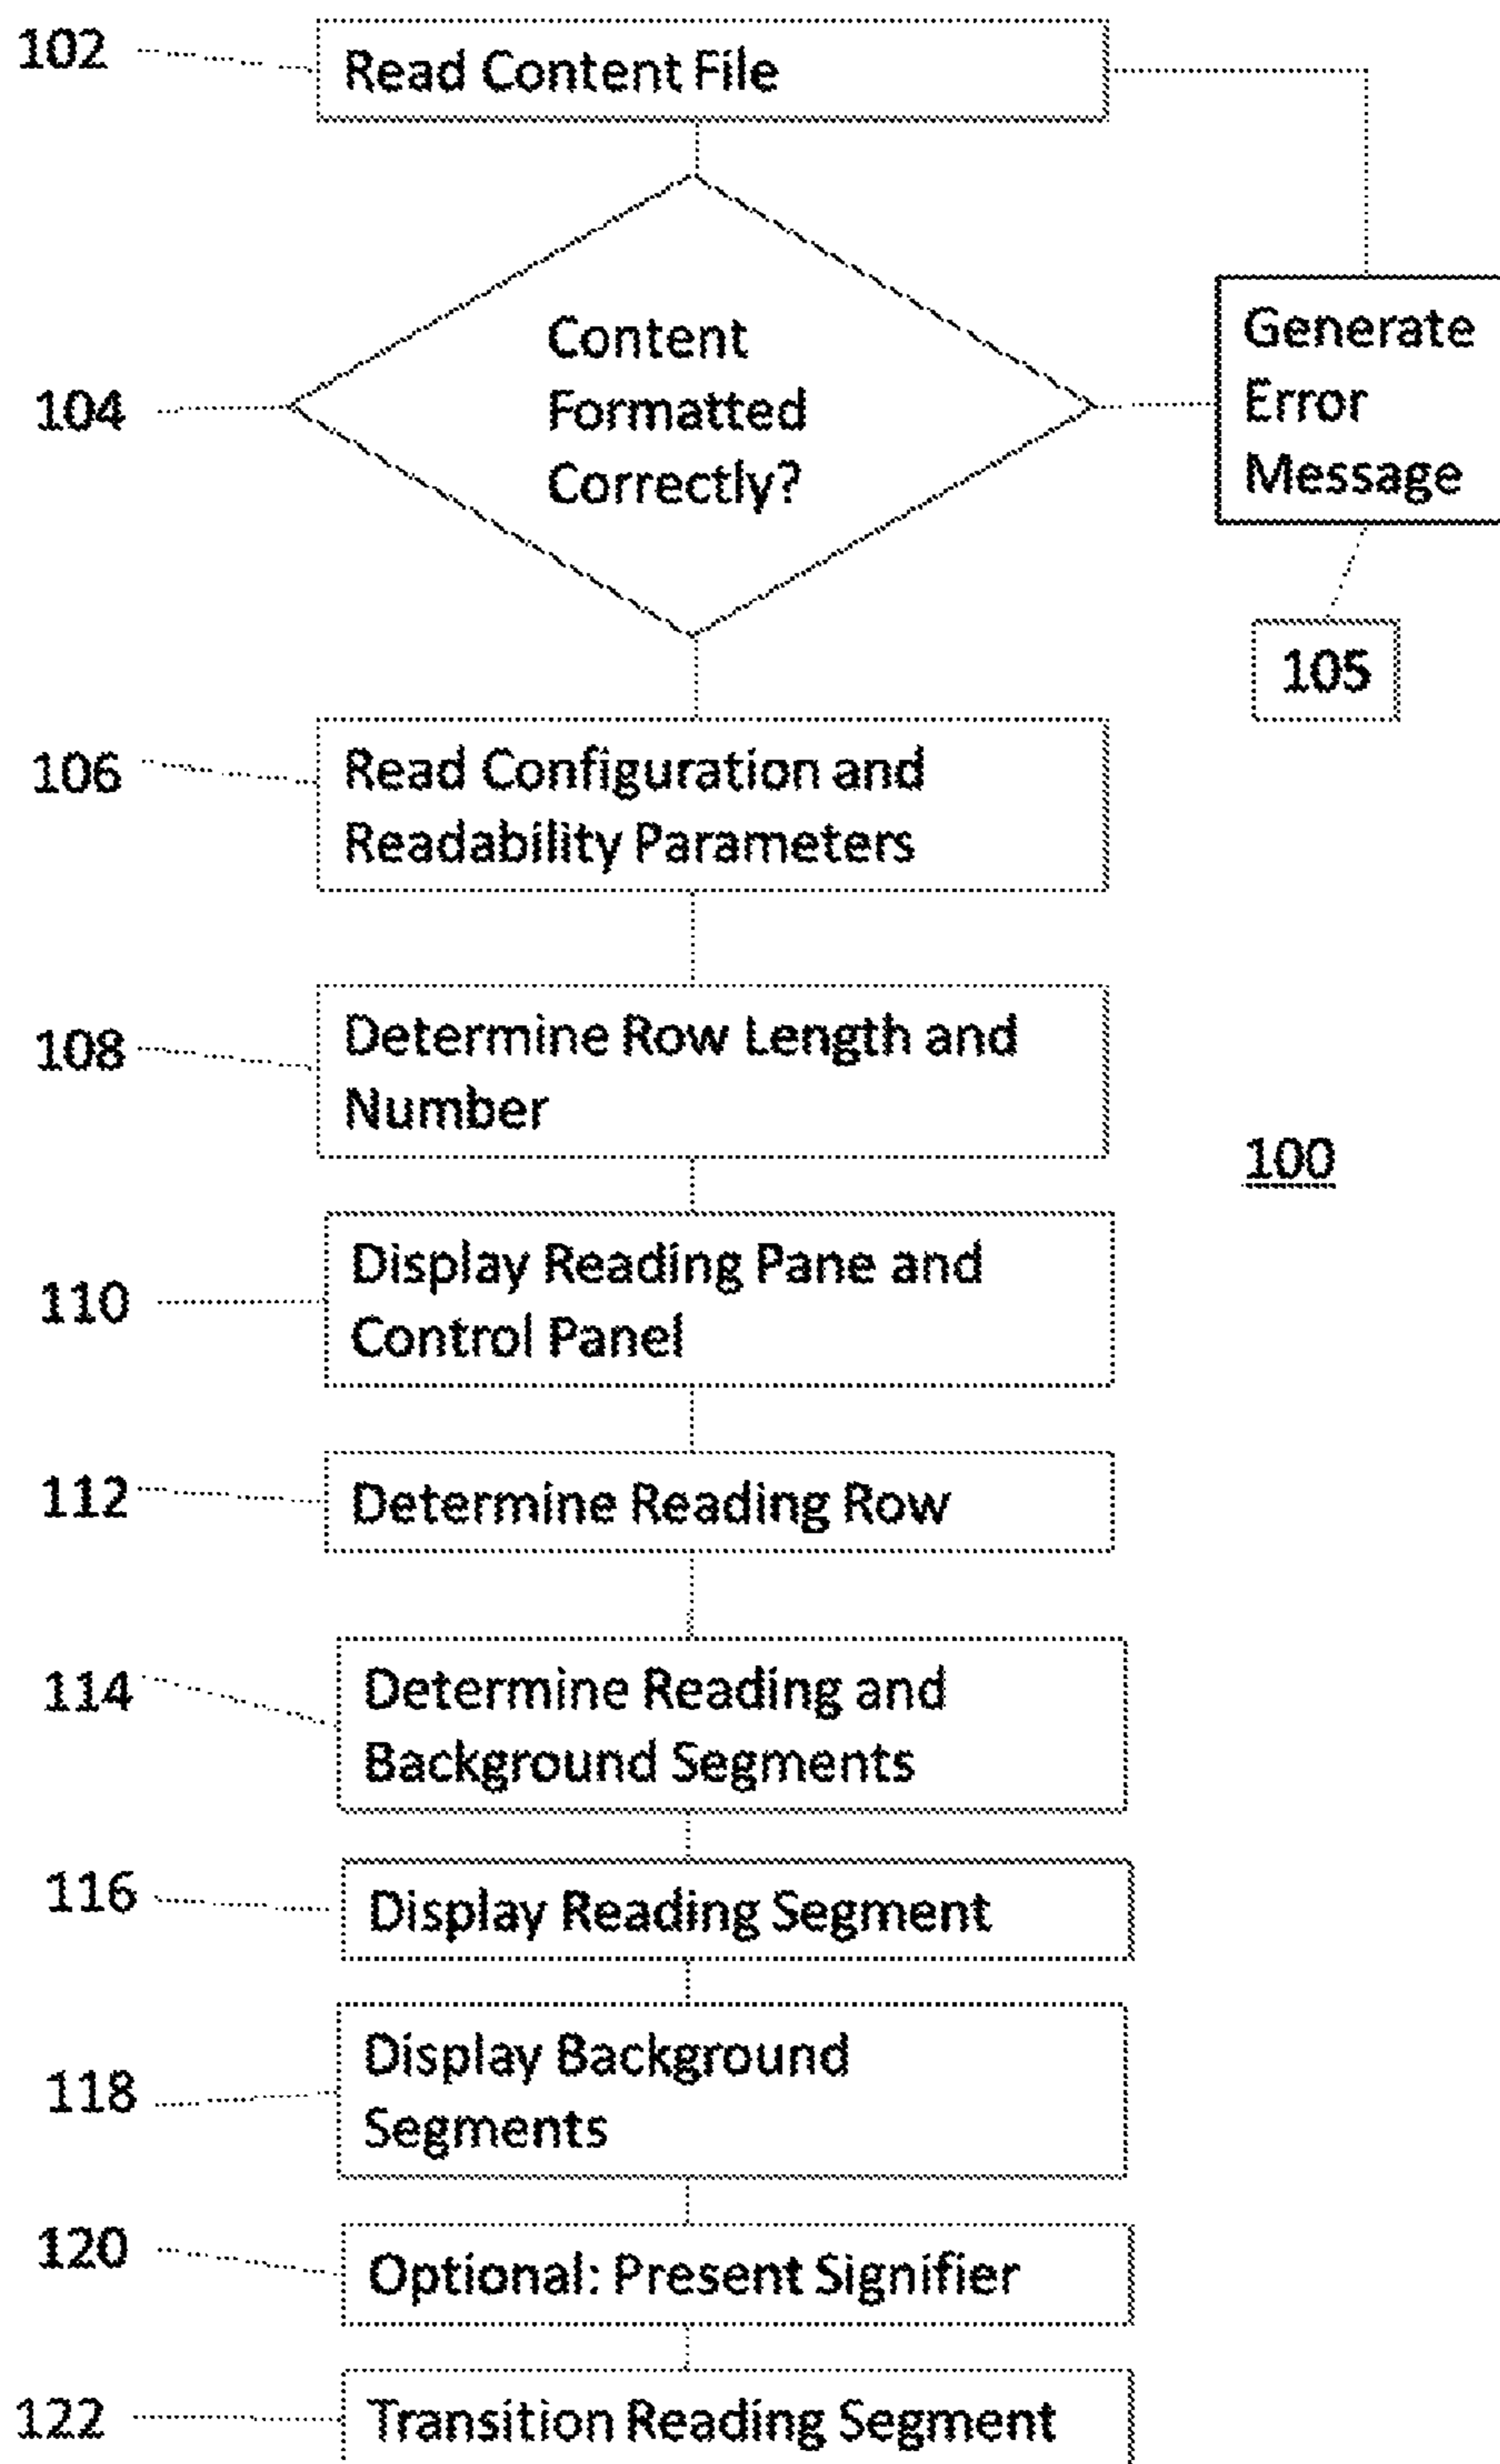 102
Read Content File
Content
Formatted
Correctly?
104
Generate
Error
Message
105
106
Read Configuration and
Readability Parameters
108
Determine Row Length and
Number
100
110
Display Reading Pane and
Control Panel
112
Determine Reading Row
114
Determine Reading and
Background Segments
116
Display Reading Segment
118
Display Background
Segments
120
Optional: Present Signifier
122
Transition Reading Segment